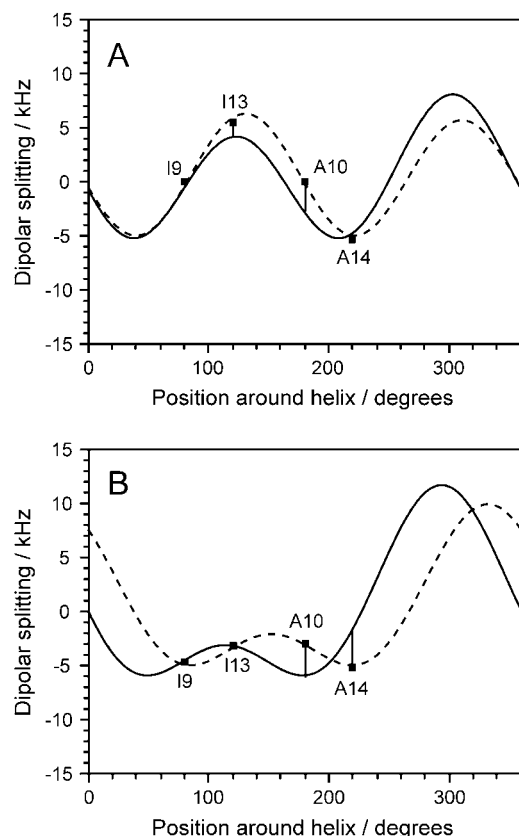 A
15
10
5
0
-5
-10
-15
I13
I9
A10
A14
0
100
200
300
Dipolar splitting / kHz
Position around helix / degrees
B
15
10
5
0
-5
-10
-15
A10
I9
I13
A14
0
100
200
300
Dipolar splitting / kHz
Position around helix / degrees